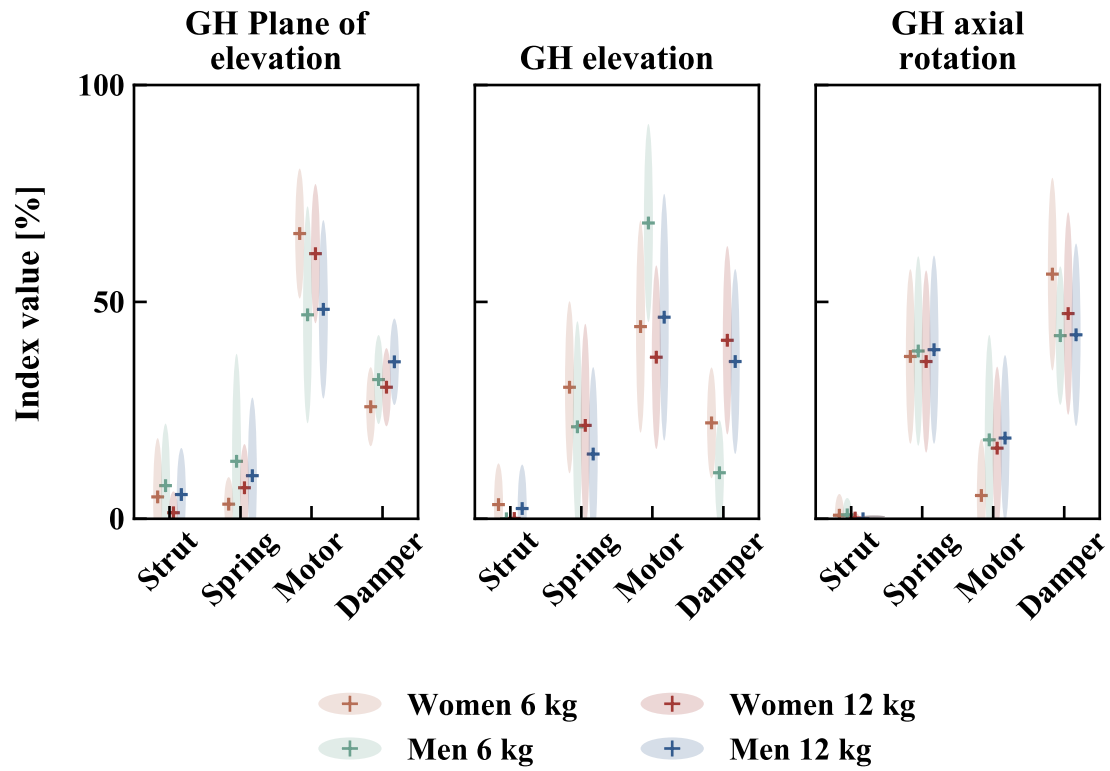 GH Plane of
elevation
GH elevation
GH axial
rotation
Index value [%]
100
50
0
Strut
Spring
Motor
Damper
Strut
Spring
Motor
Damper
Strut
Spring
Motor
Damper
Women 6 kg
Women 12 kg
Men 6 kg
Men 12 kg